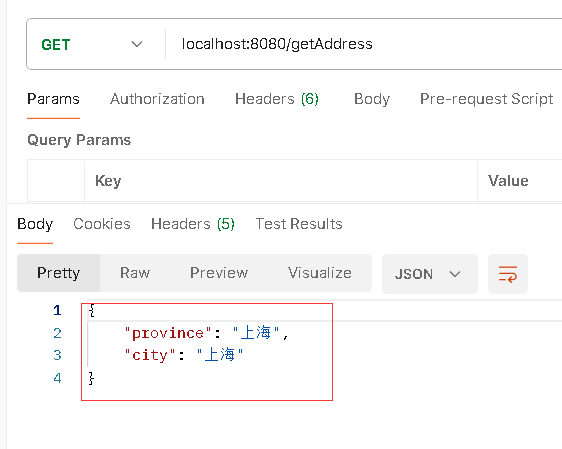 GET localhost:8080/getAddress
Params Authorization Headers (6) Body Pre-request Script
Query Params
Key Value
Body Cookies Headers (5) Test Results
Pretty Raw Preview Visualize JSON
1 {
2 "province": "上海",
3 "city": "上海"
4 }